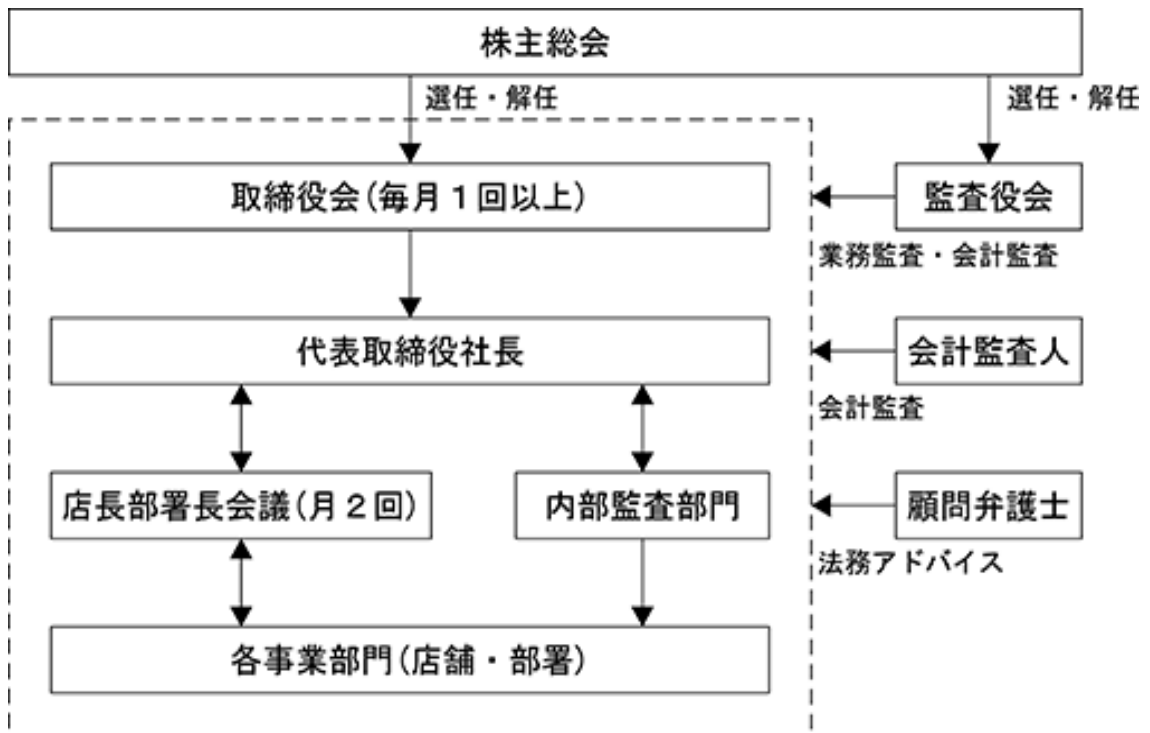 株主総会
選任・解任
選任・解任
取締役会(毎月１回以上)
監査役会
業務監査・会計監査
代表取締役社長
会計監査人
会計監査
店長部署長会議(月２回)
内部監査部門
顧問弁護士
法務アドバイス
各事業部門(店舗・部署)